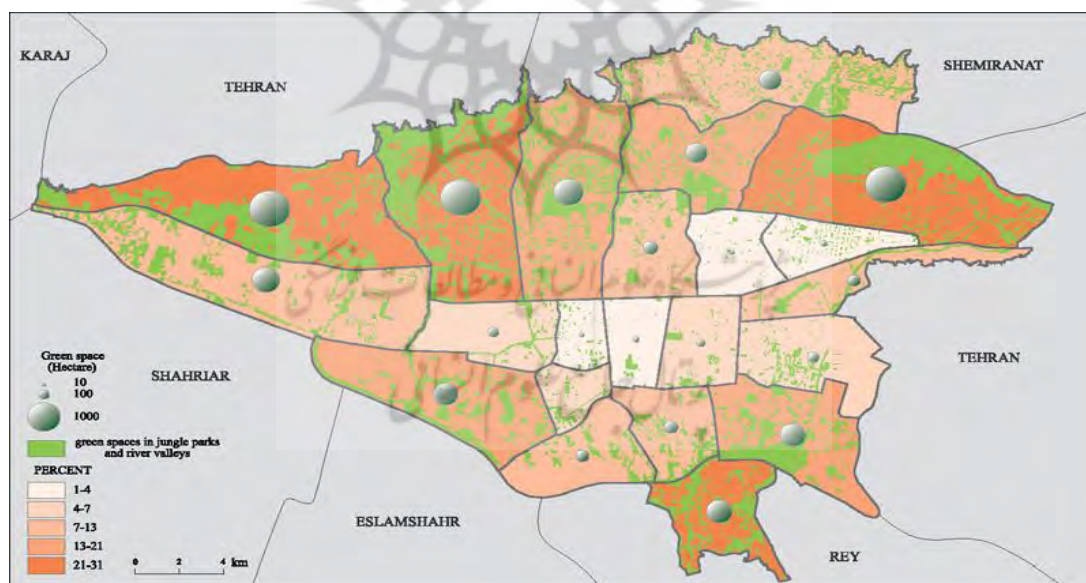 KARAJ
TEHRAN
SHEMIRANAT
TEHRAN
SHAHRIAR
ESLAMSHAHR
REY
Green space
(Hectare)
10
100
1000
green spaces in jungle parks
and river valleys
PERCENT
1-4
4-7
7-13
13-21
21-31
0 2 4 km